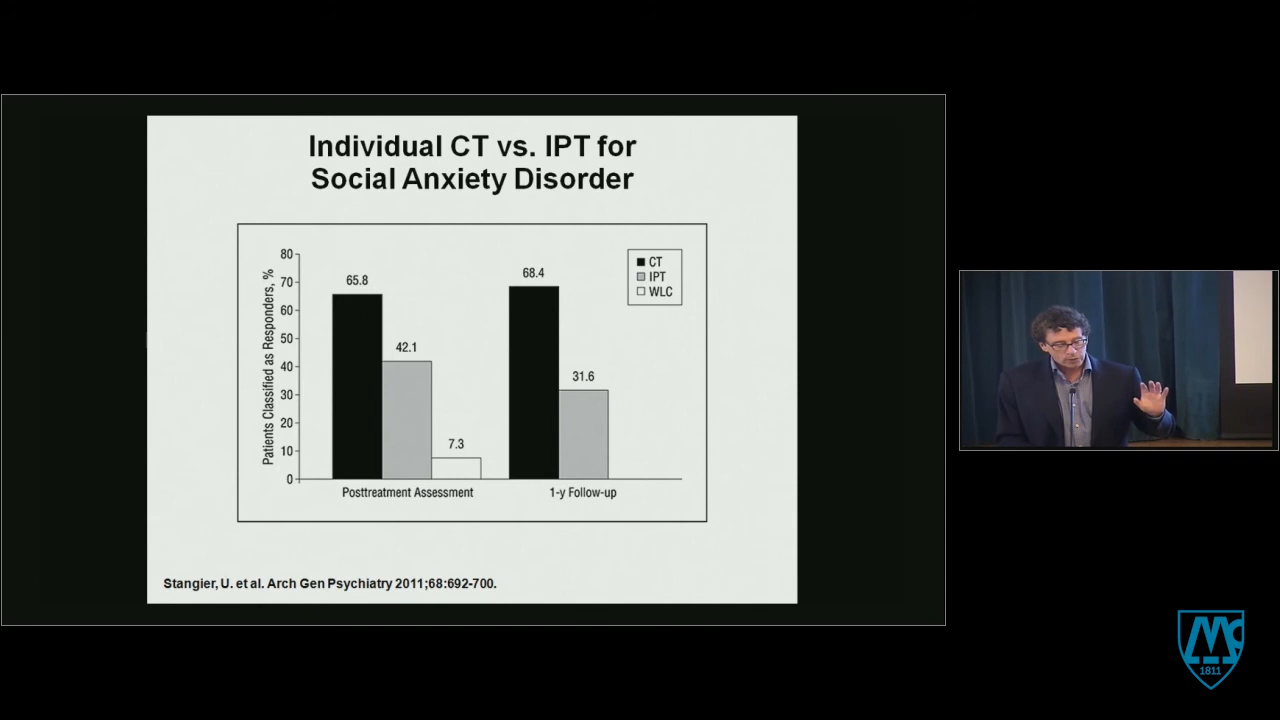 Individual CT vs. IPT for
Social Anxiety Disorder
Patients Classified as Responders, %
80
70
60
50
40
30
20
10
0
65.8
42.1
7.3
68.4
31.6
CT
IPT
WLC
Posttreatment Assessment
1-y Follow-up
Stangier, U. et al. Arch Gen Psychiatry 2011;68:692-700.
Mc
1811